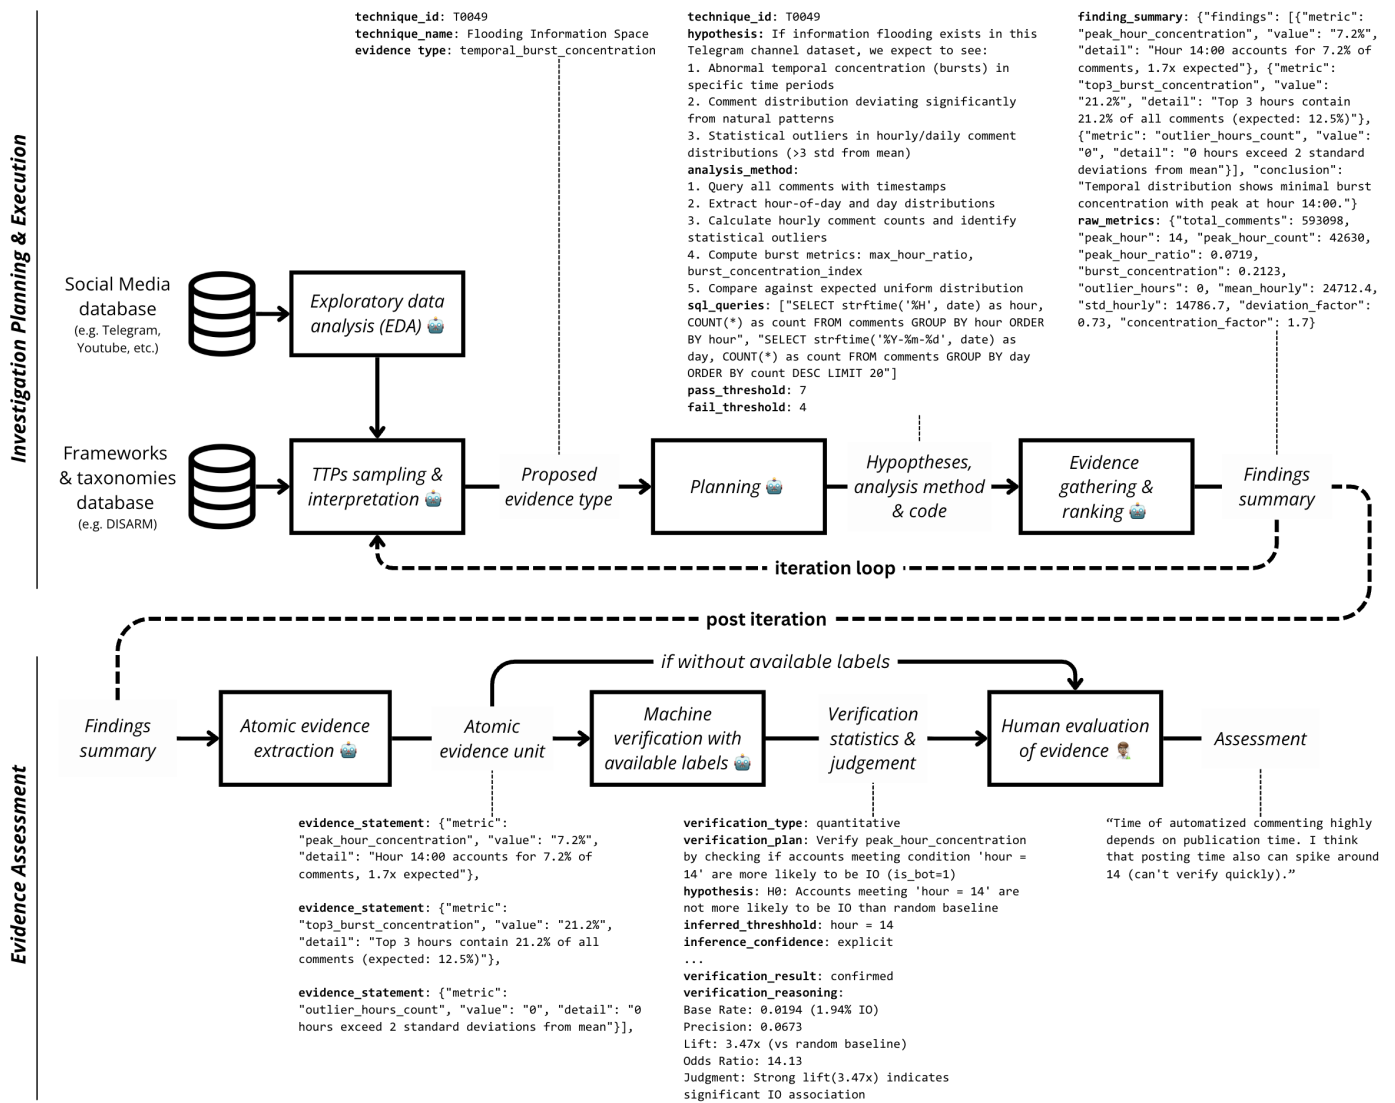 Investigation Planning & Execution
technique_id: T0049
technique_name: Flooding Information Space
evidence type: temporal_burst_concentration
technique_id: T0049
hypothesis: If information flooding exists in this
Telegram channel dataset, we expect to see:
1. Abnormal temporal concentration (bursts) in
specific time periods
2. Comment distribution deviating significantly
from natural patterns
3. Statistical outliers in hourly/daily comment
distributions (>3 std from mean)
analysis_method:
1. Query all comments with timestamps
2. Extract hour-of-day and day distributions
3. Calculate hourly comment counts and identify
statistical outliers
4. Compute burst metrics: max_hour_ratio,
burst_concentration_index
5. Compare against expected uniform distribution
sql_queries: ["SELECT strftime('%H', date) as hour,
COUNT(*) as count FROM comments GROUP BY hour ORDER
BY hour", "SELECT strftime('%Y-%m-%d', date) as
day, COUNT(*) as count FROM comments GROUP BY day
ORDER BY count DESC LIMIT 20"]
pass_threshold: 7
fail_threshold: 4
finding_summary: {"findings": [{"metric":
"peak_hour_concentration", "value": "7.2%",
"detail": "Hour 14:00 accounts for 7.2% of
comments, 1.7x expected"}, {"metric":
"top3_burst_concentration", "value":
"21.2%", "detail": "Top 3 hours contain
21.2% of all comments (expected: 12.5%)"},
{"metric": "outlier_hours_count", "value":
"0", "detail": "0 hours exceed 2 standard
deviations from mean"}], "conclusion":
"Temporal distribution shows minimal burst
concentration with peak at hour 14:00."}
raw_metrics: {"total_comments": 593098,
"peak_hour": 14, "peak_hour_count": 42630,
"peak_hour_ratio": 0.0719,
"burst_concentration": 0.2123,
"outlier_hours": 0, "mean_hourly": 24712.4,
"std_hourly": 14786.7, "deviation_factor":
0.73, "concentration_factor": 1.7}
Social Media
database
(e.g. Telegram,
Youtube, etc.)
Exploratory data
analysis (EDA)
Frameworks
& taxonomies
database
(e.g. DISARM)
TTPs sampling &
interpretation
Proposed
evidence type
Planning
Hypoptheses,
analysis method
& code
Evidence
gathering &
ranking
Findings
summary
iteration loop
post iteration
Evidence Assessment
if without available labels
Findings
summary
Atomic evidence
extraction
Atomic
evidence unit
Machine
verification with
available labels
Verification
statistics &
judgement
Human evaluation
of evidence
Assessment
evidence_statement: {"metric":
"peak_hour_concentration", "value": "7.2%",
"detail": "Hour 14:00 accounts for 7.2% of
comments, 1.7x expected"},
evidence_statement: {"metric":
"top3_burst_concentration", "value": "21.2%",
"detail": "Top 3 hours contain 21.2% of all
comments (expected: 12.5%)"},
evidence_statement: {"metric":
"outlier_hours_count", "value": "0", "detail": "0
hours exceed 2 standard deviations from mean"}],
verification_type: quantitative
verification_plan: Verify peak_hour_concentration
by checking if accounts meeting condition 'hour =
14' are more likely to be IO (is_bot=1)
hypothesis: H0: Accounts meeting 'hour = 14' are
not more likely to be IO than random baseline
inferred_threshhold: hour = 14
inference_confidence: explicit
...
verification_result: confirmed
verification_reasoning:
Base Rate: 0.0194 (1.94% IO)
Precision: 0.0673
Lift: 3.47x (vs random baseline)
Odds Ratio: 14.13
Judgment: Strong lift(3.47x) indicates
significant IO association
“Time of automatized commenting highly
depends on publication time. I think
that posting time also can spike around
14 (can't verify quickly).”